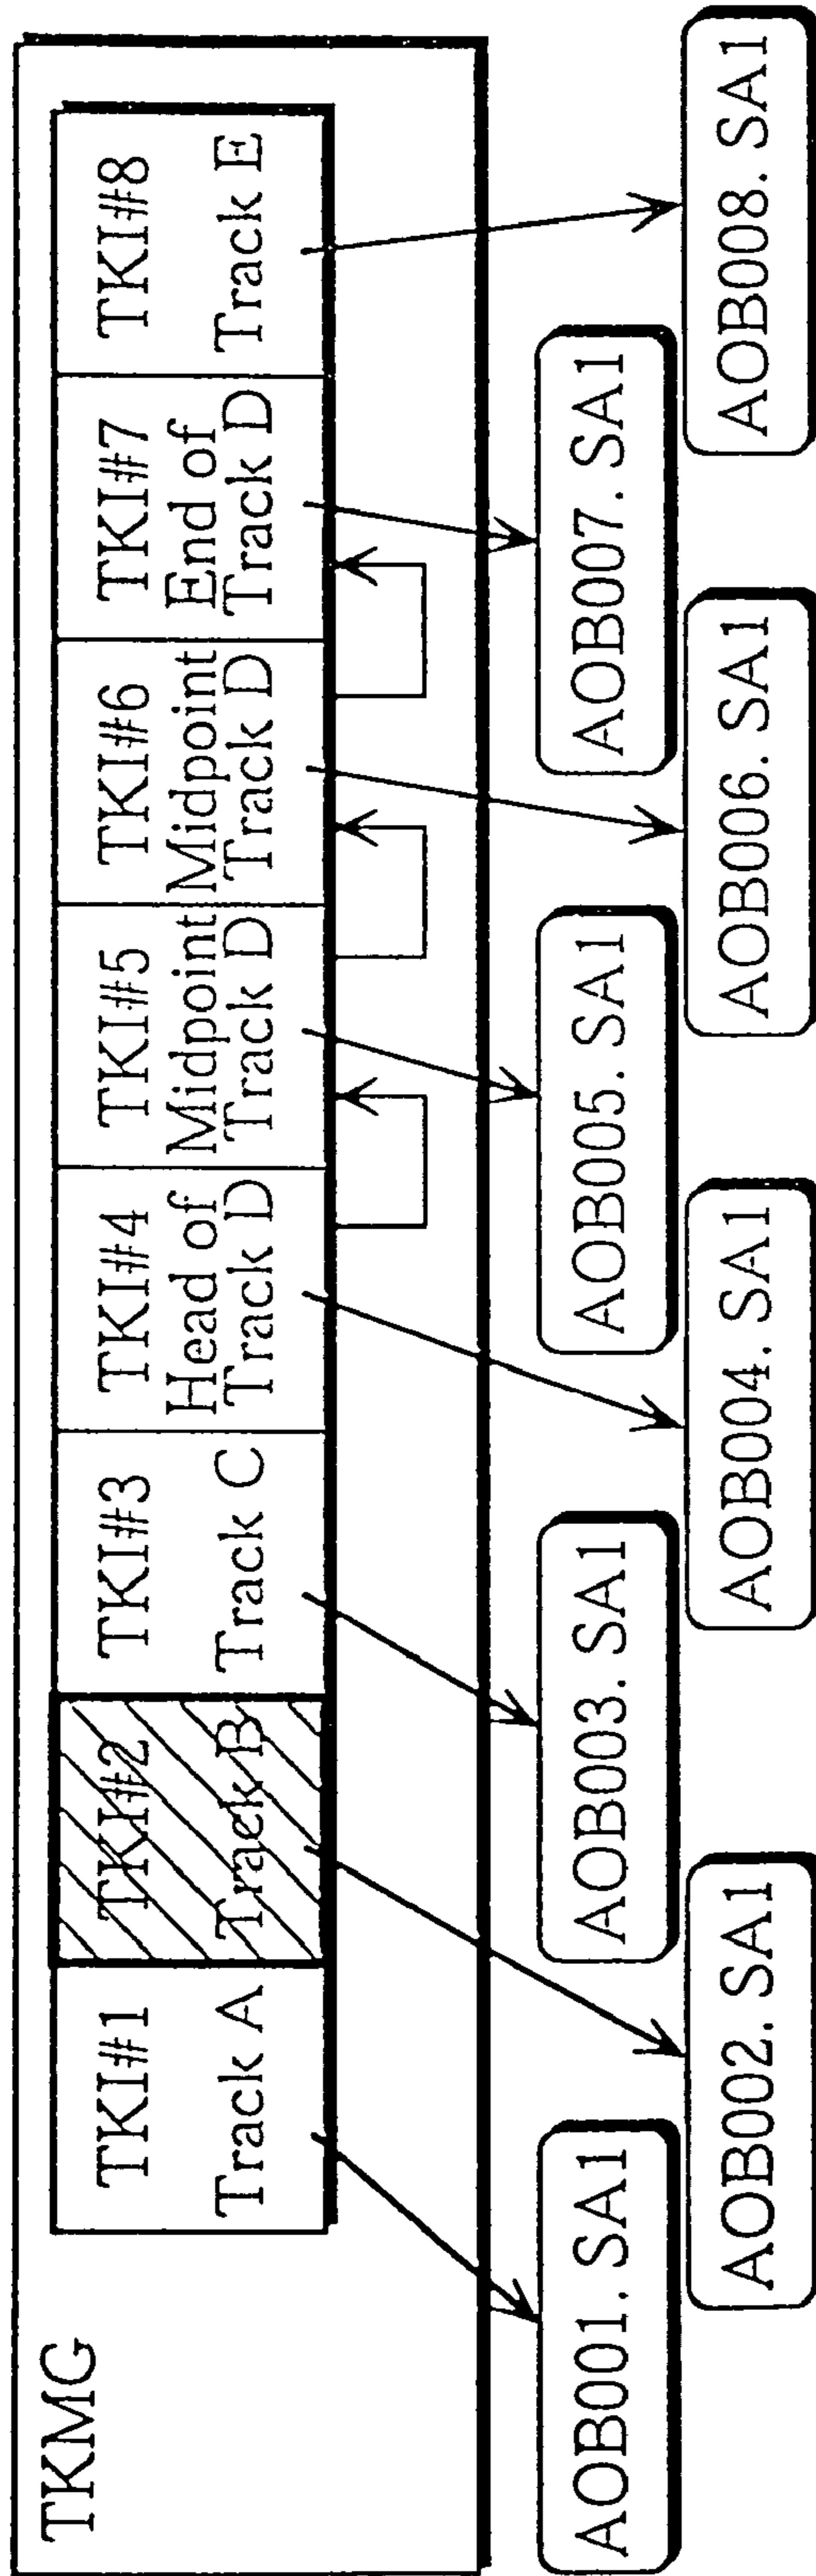 TKMG
TKI#1
Track A
TKI#2
Track B
TKI#3
Track C
TKI#4
Head of
Track D
TKI#5
Midpoint
Track D
TKI#6
Midpoint
Track D
TKI#7
End of
Track D
TKI#8
Track E
AOB001. SA1
AOB002. SA1
AOB003. SA1
AOB004. SA1
AOB005. SA1
AOB006. SA1
AOB007. SA1
AOB008. SA1